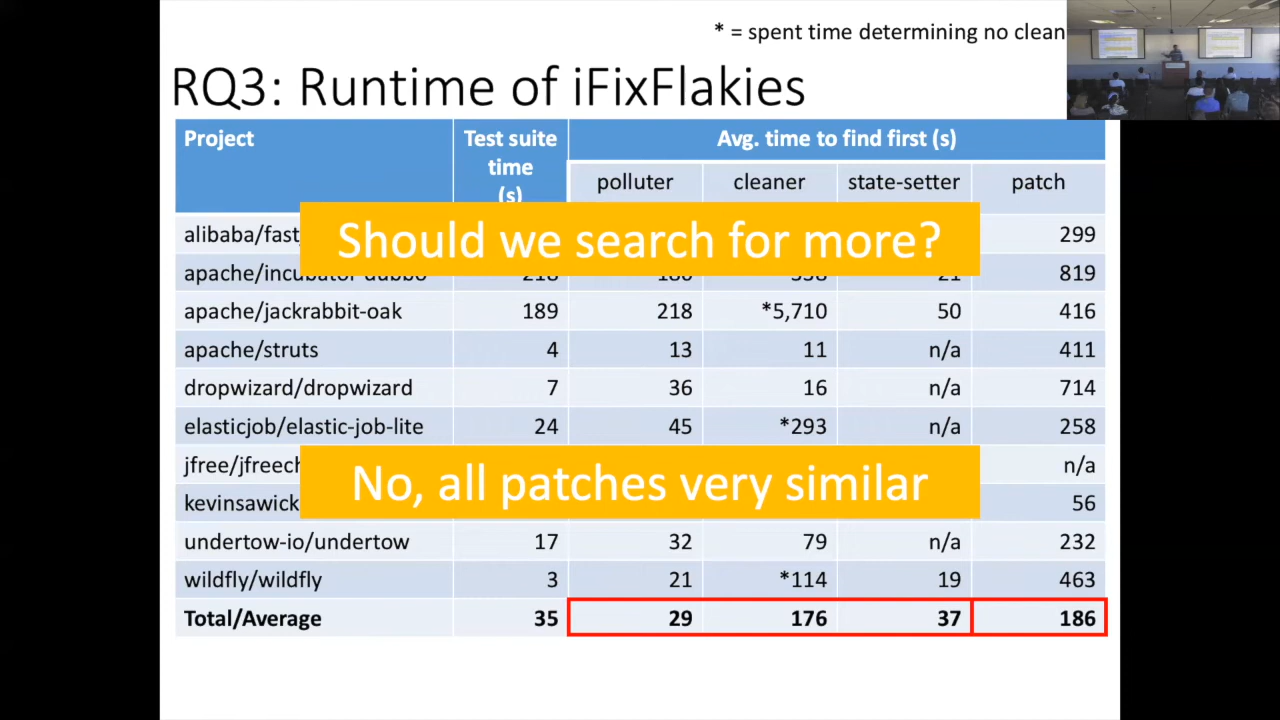 * = spent time determining no clean
RQ3: Runtime of iFixFlakies
Project Test suite time (s) Avg. time to find first (s)
polluter cleaner state-setter patch
Should we search for more?
alibaba/fast 299
apache/incubator-dubbo 819
apache/jackrabbit-oak 189 218 *5,710 50 416
apache/struts 4 13 11 n/a 411
dropwizard/dropwizard 7 36 16 n/a 714
elasticjob/elastic-job-lite 24 45 *293 n/a 258
No, all patches very similar
jfree/jfreech n/a
kevinsawick 56
undertow-io/undertow 17 32 79 n/a 232
wildfly/wildfly 3 21 *114 19 463
Total/Average 35 29 176 37 186